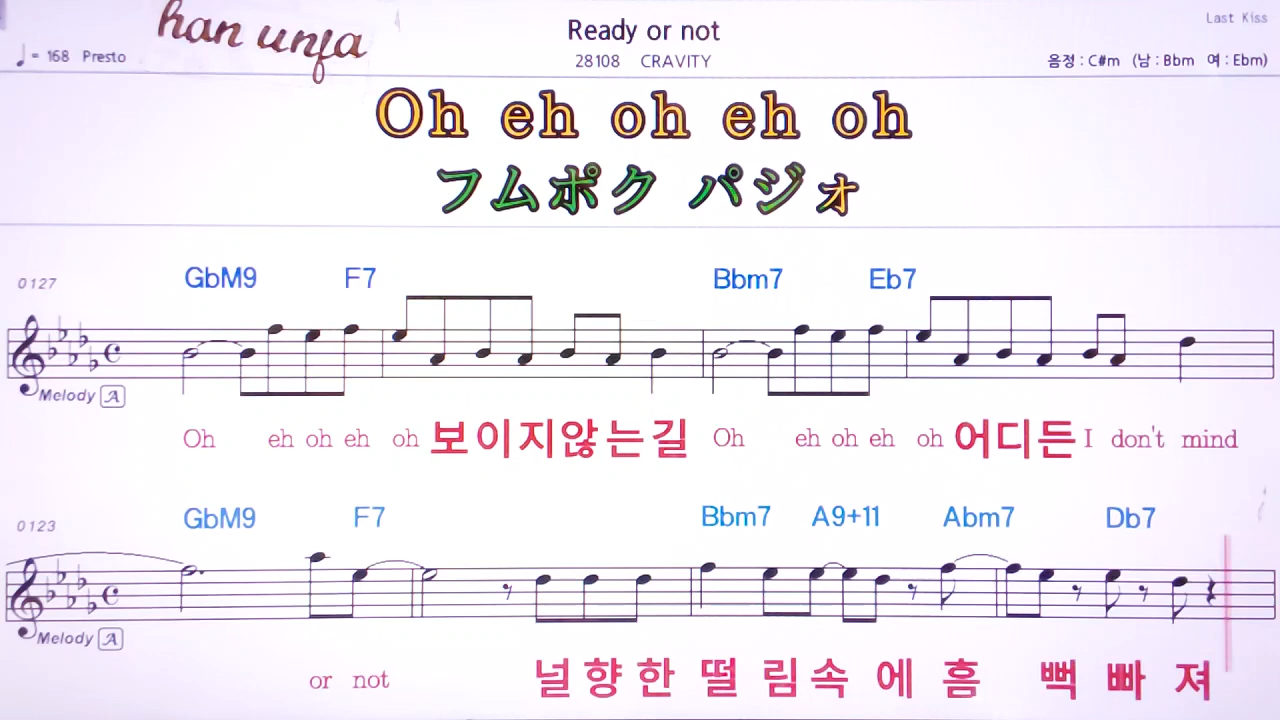 han unfa
Ready or not
Last Kiss
♩= 168 Presto
28108 CRAVITY
음정 : C#m (남 : Bbm 여 : Ebm)
Oh eh oh eh oh
フムポク パジォ
0127 GbM9 F7 Bbm7 Eb7
Melody A
Oh eh oh eh oh 보이지않는길 Oh eh oh eh oh 어디든 I don't mind
0123 GbM9 F7 Bbm7 A9+11 Abm7 Db7
Melody A
or not 널향한 떨림속에 흠뻑빠져